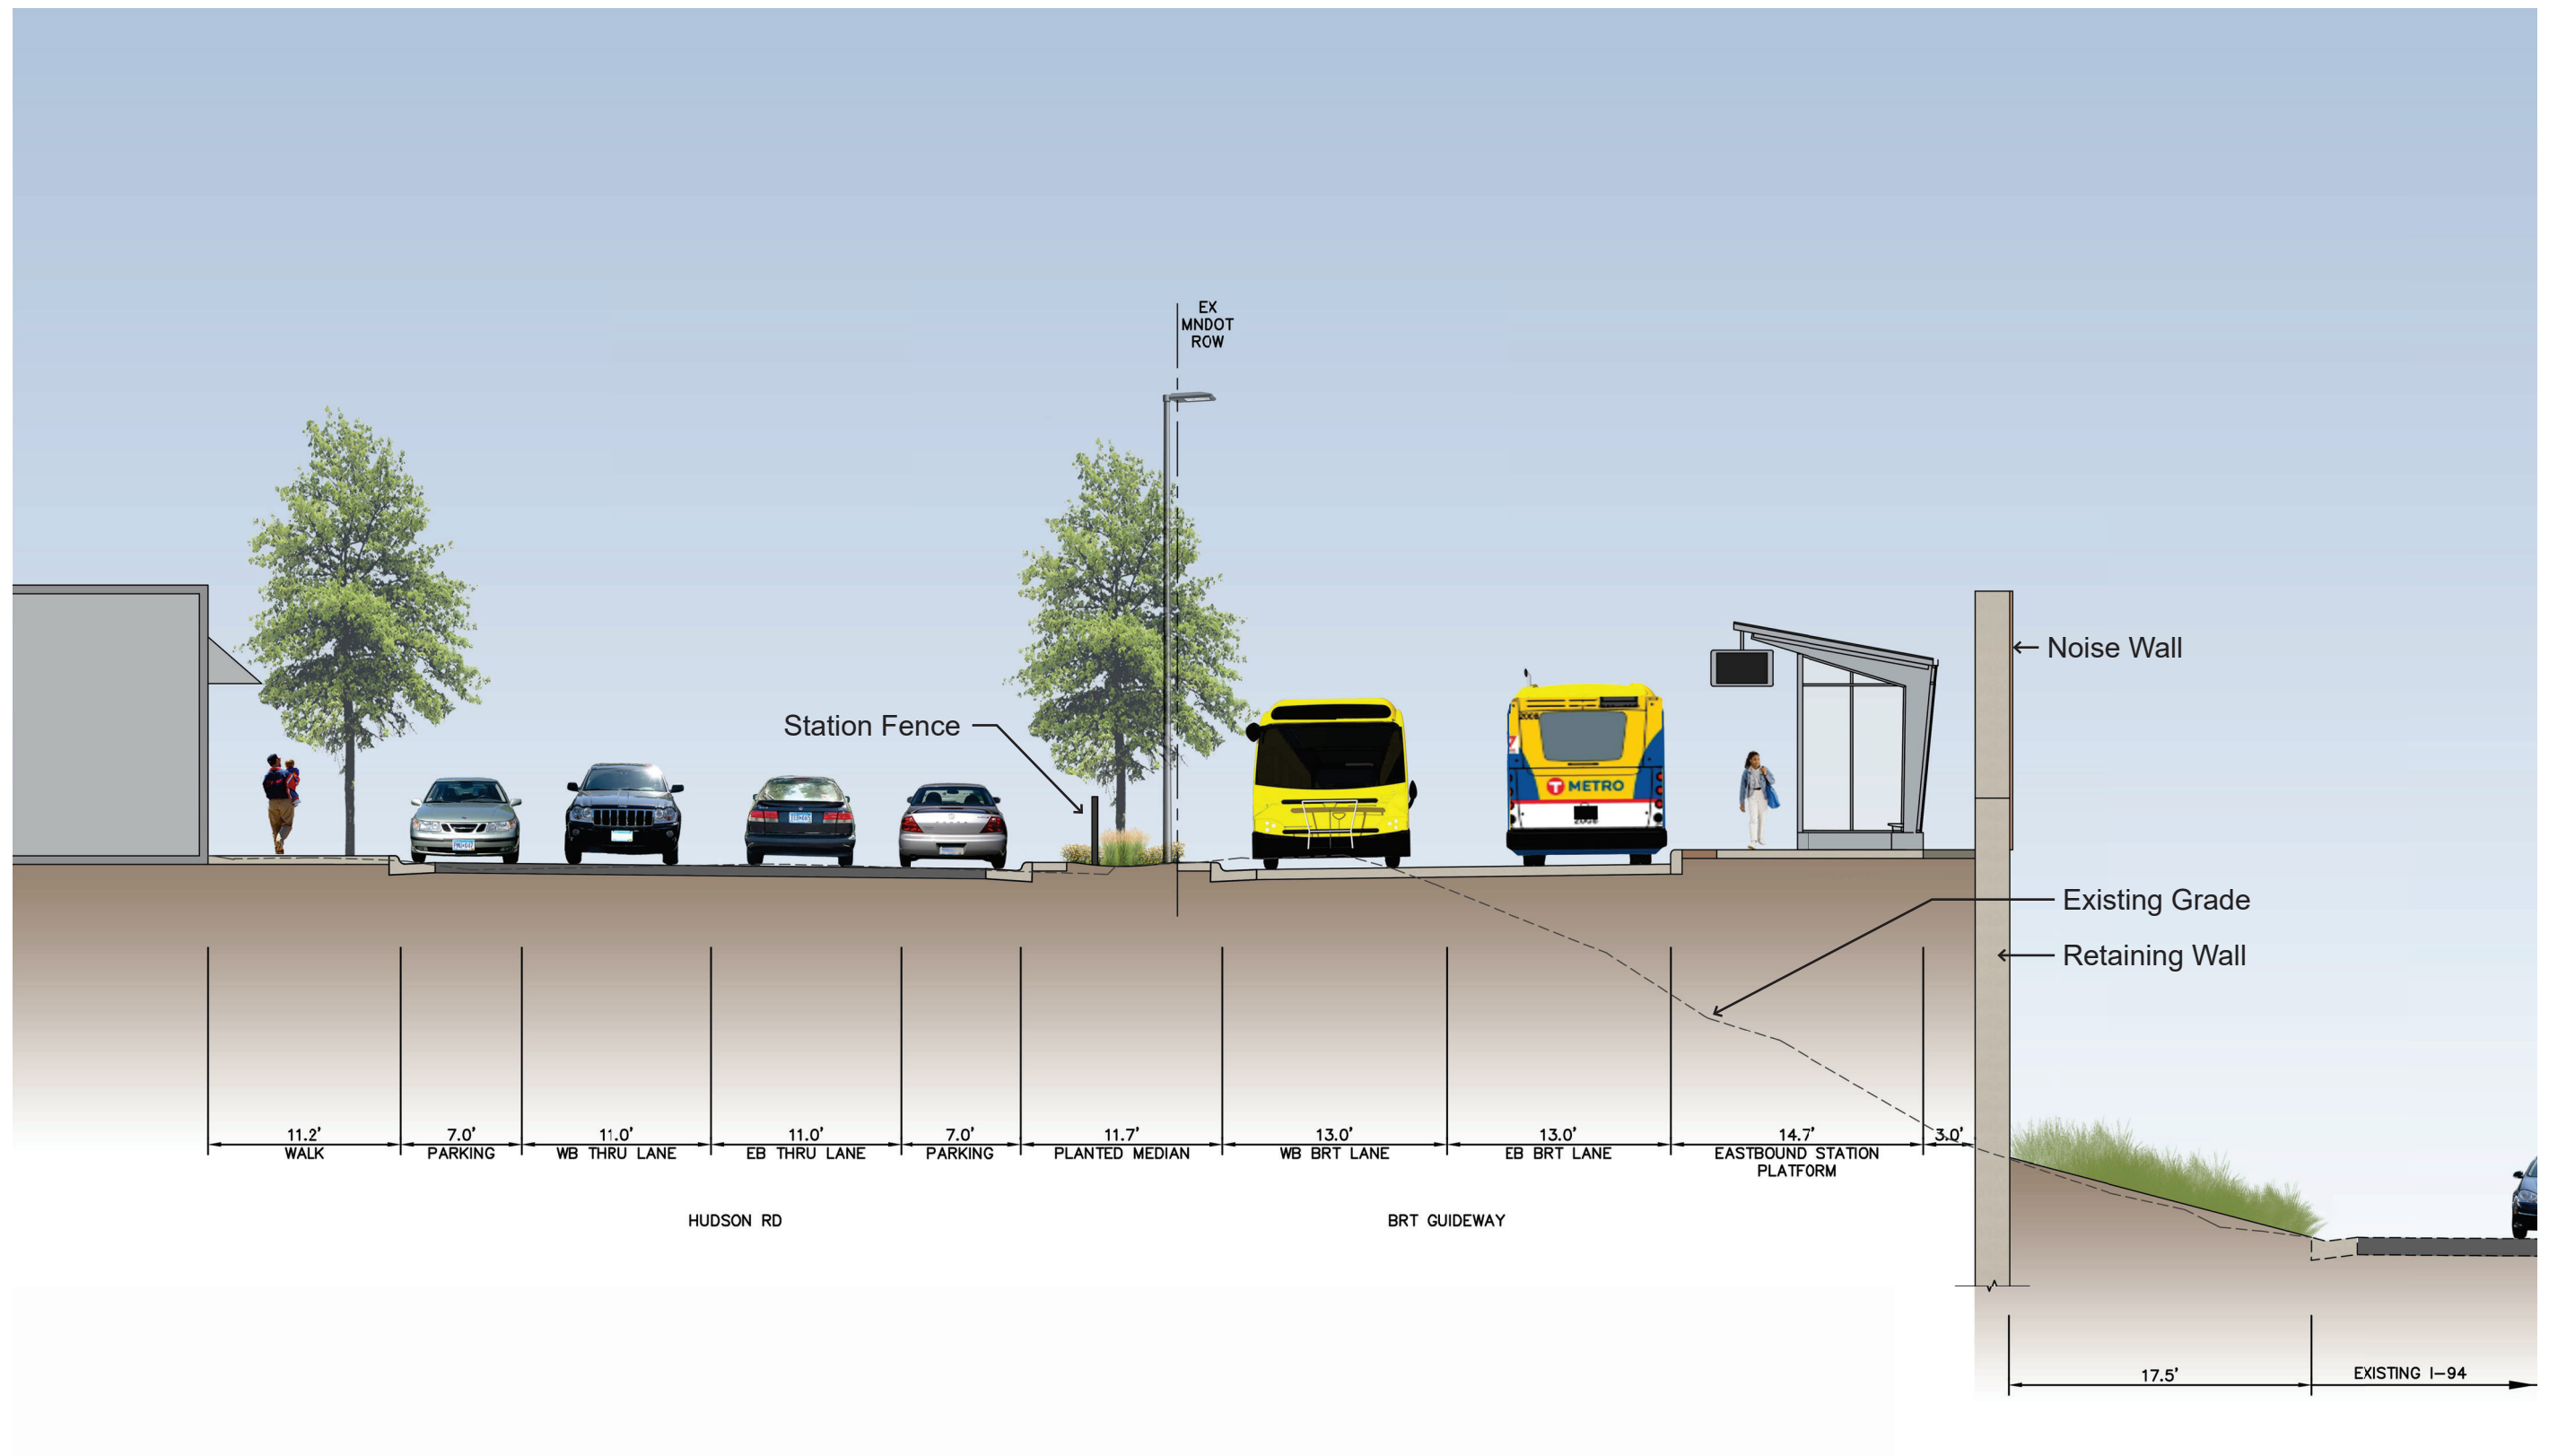 EX
MNDOT
ROW
Noise Wall
Station Fence
METRO
Existing Grade
Retaining Wall
11.2'
WALK
7.0'
PARKING
11.0'
WB THRU LANE
11.0'
EB THRU LANE
7.0'
PARKING
11.7'
PLANTED MEDIAN
13.0'
WB BRT LANE
13.0'
EB BRT LANE
14.7'
EASTBOUND STATION
PLATFORM
3.0'
HUDSON RD
BRT GUIDEWAY
17.5'
EXISTING I-94